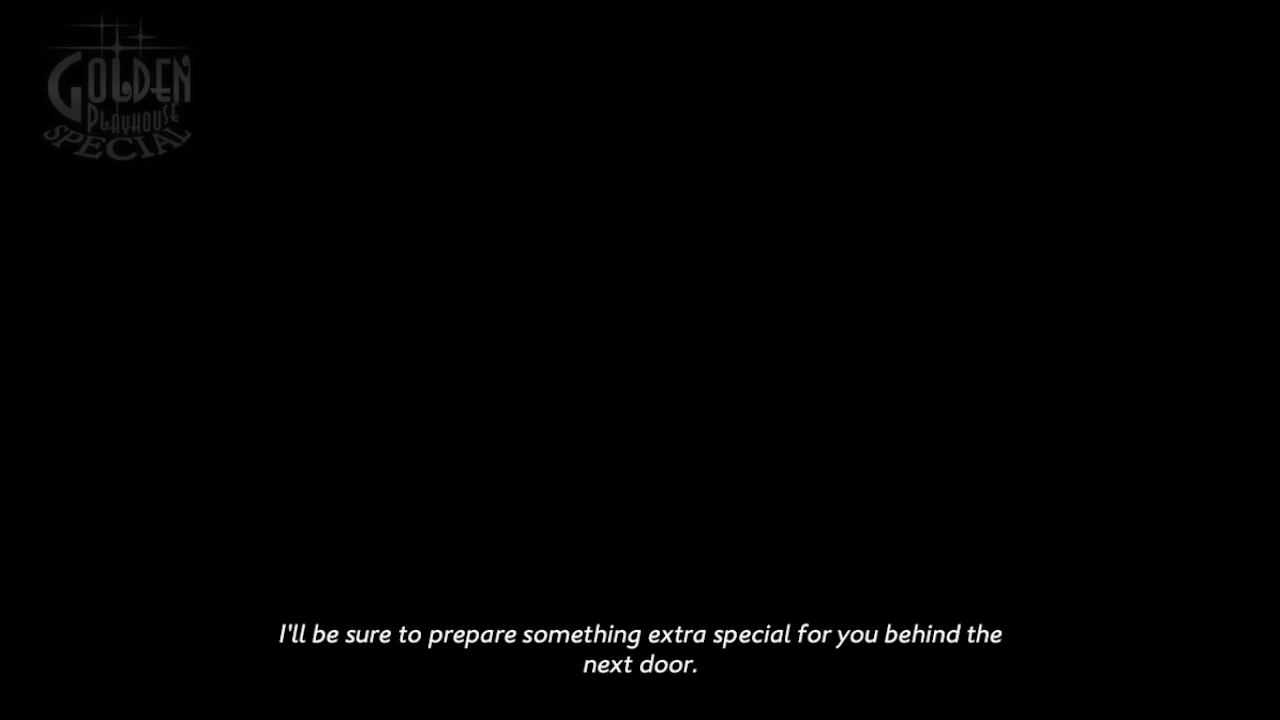 GOLDEN
PLAYHOUSE
SPECIAL
I'll be sure to prepare something extra special for you behind the
next door.